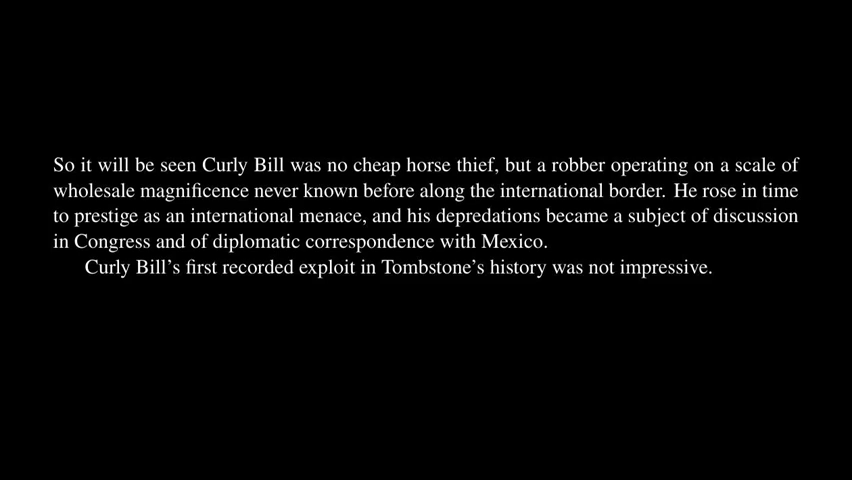 So it will be seen Curly Bill was no cheap horse thief, but a robber operating on a scale of
wholesale magnificence never known before along the international border. He rose in time
to prestige as an international menace, and his depredations became a subject of discussion
in Congress and of diplomatic correspondence with Mexico.
Curly Bill’s first recorded exploit in Tombstone’s history was not impressive.